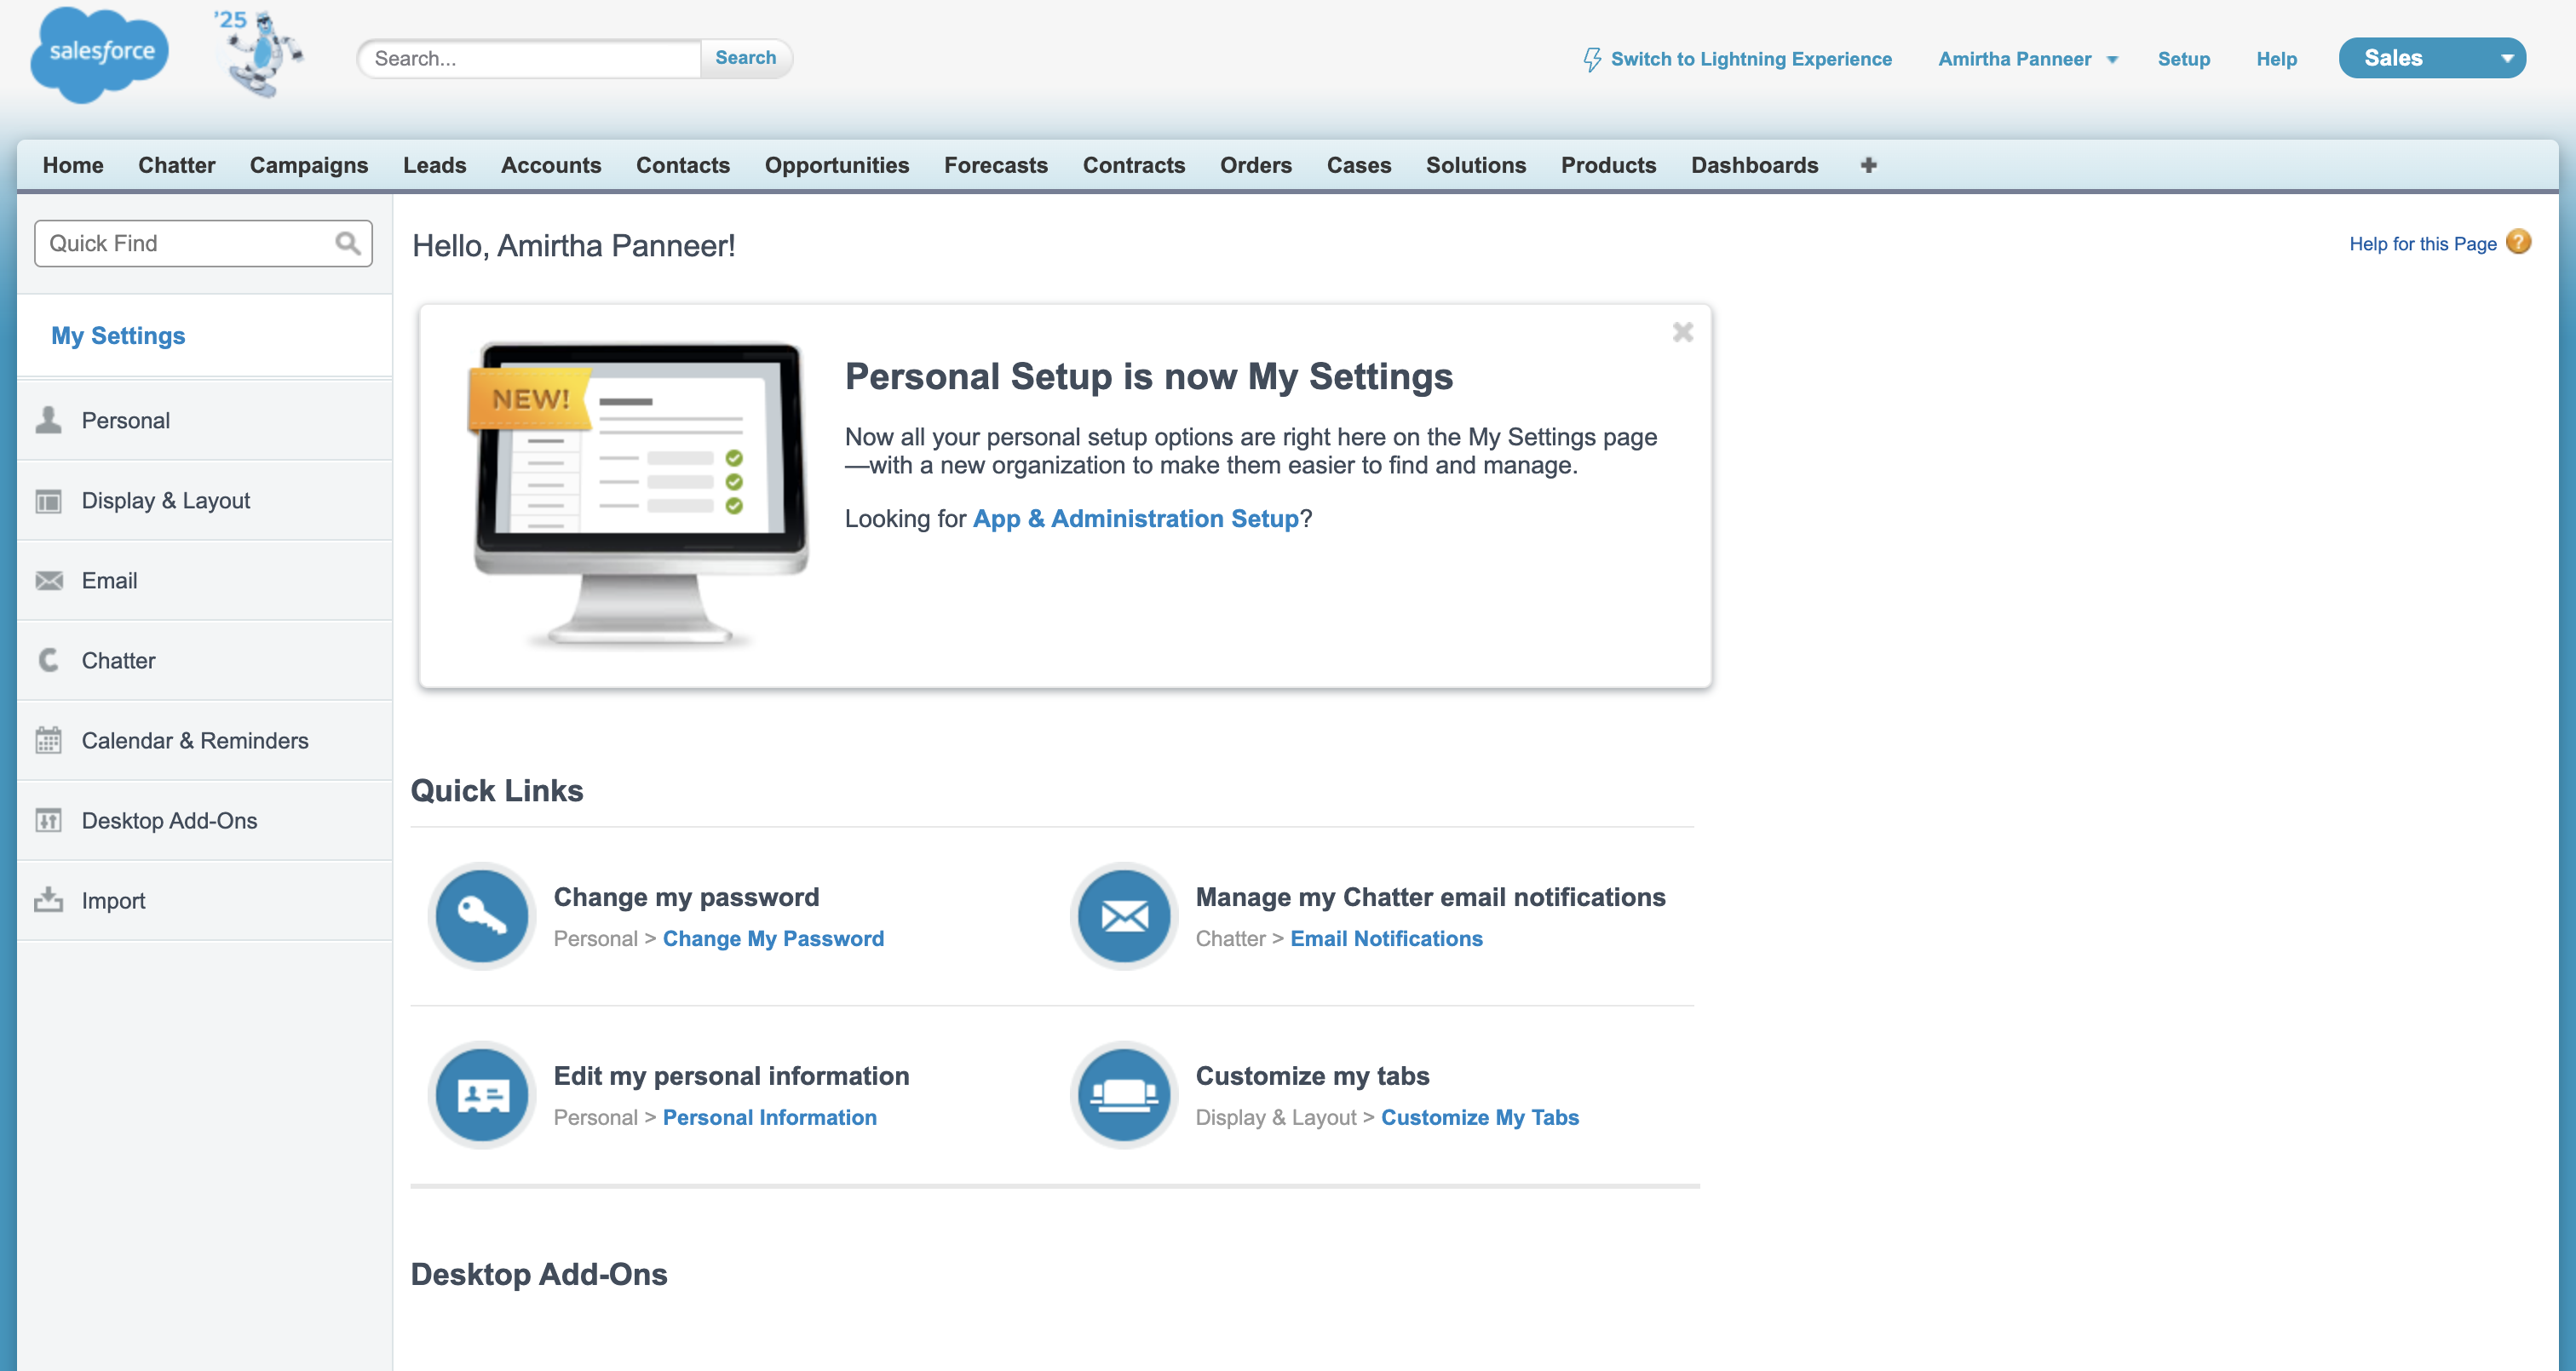 salesforce
'25
Search...
Search
Switch to Lightning Experience
Amirtha Panneer
Setup
Help
Sales
Home Chatter Campaigns Leads Accounts Contacts Opportunities Forecasts Contracts Orders Cases Solutions Products Dashboards
Quick Find
My Settings
Personal
Display & Layout
Email
Chatter
Calendar & Reminders
Desktop Add-Ons
Import
Hello, Amirtha Panneer!
Help for this Page ?
NEW!
Personal Setup is now My Settings
Now all your personal setup options are right here on the My Settings page
—with a new organization to make them easier to find and manage.
Looking for App & Administration Setup?
Quick Links
Change my password
Personal > Change My Password
Manage my Chatter email notifications
Chatter > Email Notifications
Edit my personal information
Personal > Personal Information
Customize my tabs
Display & Layout > Customize My Tabs
Desktop Add-Ons